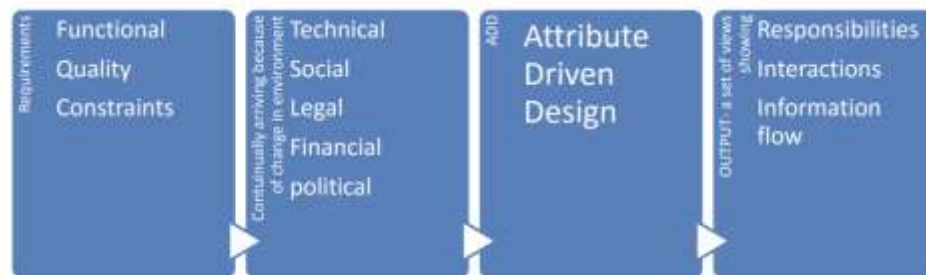 Requirements
Functional
Quality
Constraints
Contuinually arriving because
of change in environment
Technical
Social
Legal
Financial
political
ADD
Attribute
Driven
Design
OUTPUT- a set of views
showing
Responsibilities
Interactions
Information
flow